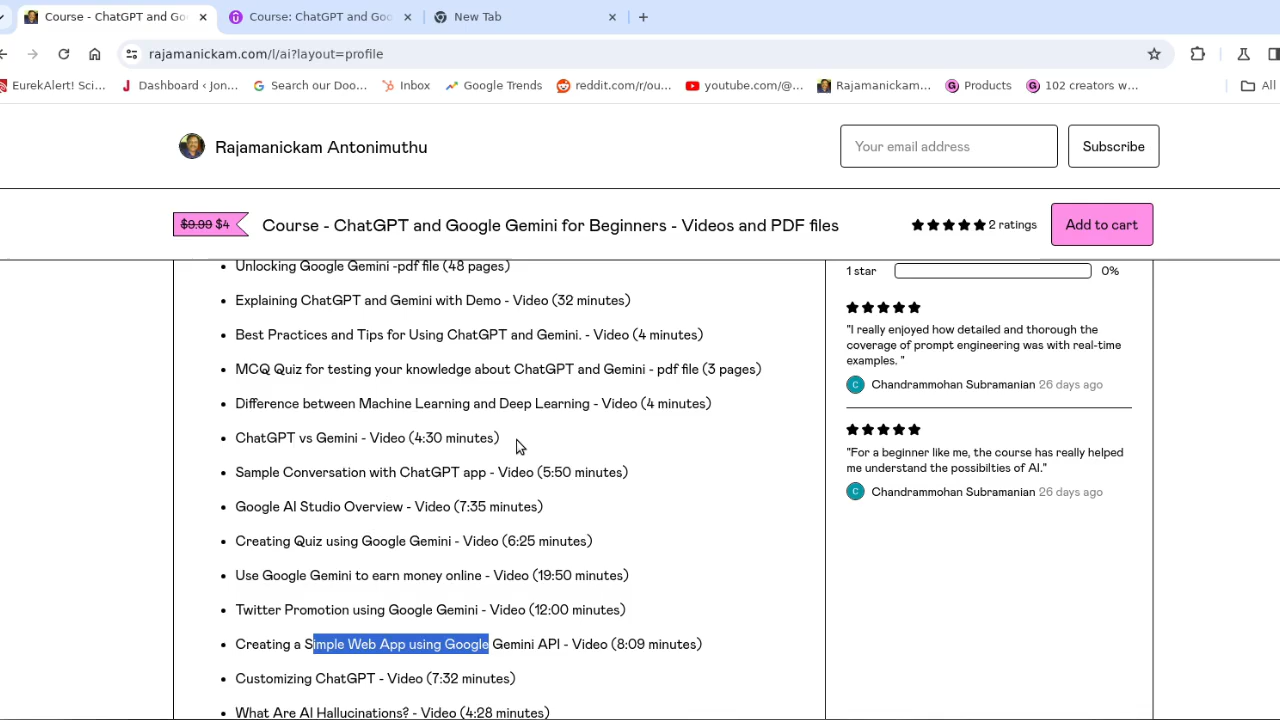 Course - ChatGPT and Go
Course: ChatGPT and Goo
New Tab
rajamanickam.com/l/ai?layout=profile
EurekAlert! Sci...
Dashboard ‹ Jon...
Search our Doo...
Inbox
Google Trends
reddit.com/r/ou...
youtube.com/@...
Rajamanickam...
Products
102 creators w...
All
Rajamanickam Antonimuthu
Your email address
Subscribe
$9.99 $4
Course - ChatGPT and Google Gemini for Beginners - Videos and PDF files
2 ratings
Add to cart
Unlocking Google Gemini -pdf file (48 pages)
Explaining ChatGPT and Gemini with Demo - Video (32 minutes)
Best Practices and Tips for Using ChatGPT and Gemini. - Video (4 minutes)
MCQ Quiz for testing your knowledge about ChatGPT and Gemini - pdf file (3 pages)
Difference between Machine Learning and Deep Learning - Video (4 minutes)
ChatGPT vs Gemini - Video (4:30 minutes)
Sample Conversation with ChatGPT app - Video (5:50 minutes)
Google AI Studio Overview - Video (7:35 minutes)
Creating Quiz using Google Gemini - Video (6:25 minutes)
Use Google Gemini to earn money online - Video (19:50 minutes)
Twitter Promotion using Google Gemini - Video (12:00 minutes)
Creating a Simple Web App using Google Gemini API - Video (8:09 minutes)
Customizing ChatGPT - Video (7:32 minutes)
What Are AI Hallucinations? - Video (4:28 minutes)
1 star
0%
"I really enjoyed how detailed and thorough the
coverage of prompt engineering was with real-time
examples. "
C
Chandrammohan Subramanian 26 days ago
"For a beginner like me, the course has really helped
me understand the possibilties of AI."
C
Chandrammohan Subramanian 26 days ago